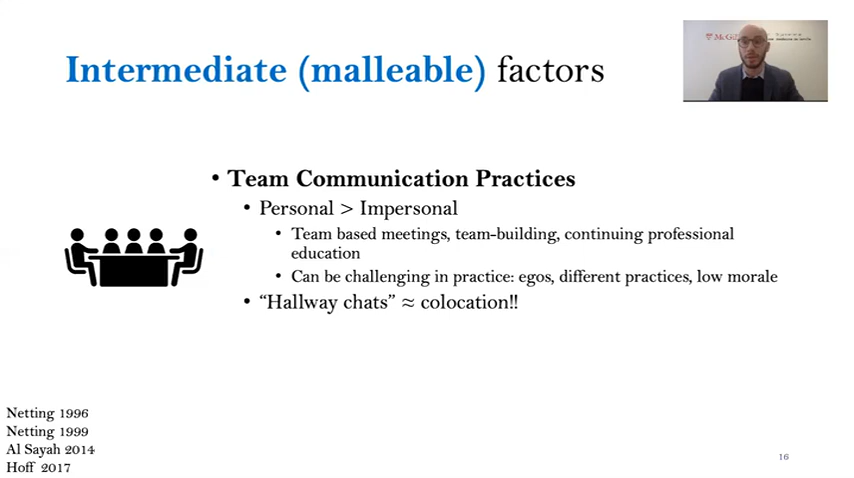 Intermediate (malleable) factors
McGill
• Team Communication Practices
• Personal > Impersonal
• Team based meetings, team-building, continuing professional
education
• Can be challenging in practice: egos, different practices, low morale
• “Hallway chats” ≈ colocation!!
Netting 1996
Netting 1999
Al Sayah 2014
Hoff 2017
16